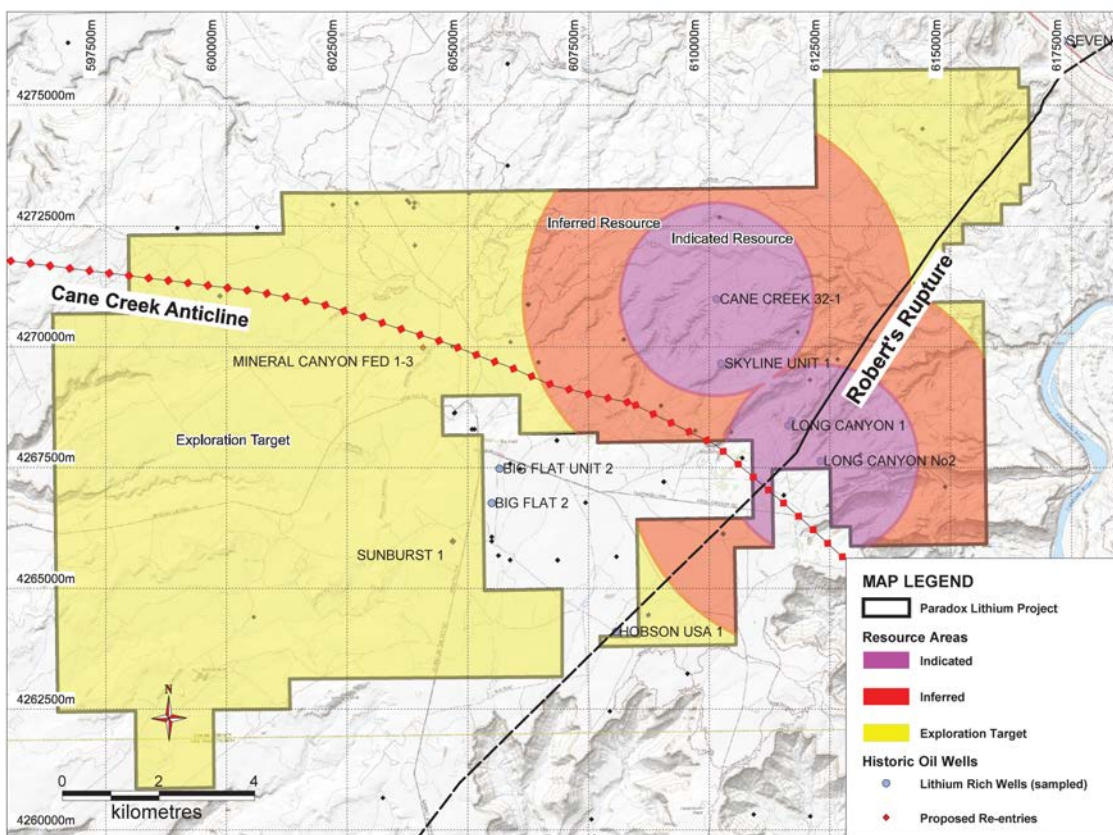 597500m
600000m
602500m
605000m
607500m
610000m
612500m
615000m
617500m
SEVEN
4275000m
4272500m
Inferred Resource
Indicated Resource
Cane Creek Anticline
CANE CREEK 32-1
4270000m
MINERAL CANYON FED 1-3
SKYLINE UNIT 1
Robert's Rupture
Exploration Target
LONG CANYON 1
LONG CANYON No2
4267500m
BIG FLAT UNIT 2
BIG FLAT 2
SUNBURST 1
4265000m
HOBSON USA 1
4262500m
N
0 2 4
kilometres
4260000m
MAP LEGEND
Paradox Lithium Project
Resource Areas
Indicated
Inferred
Exploration Target
Historic Oil Wells
Lithium Rich Wells (sampled)
Proposed Re-entries